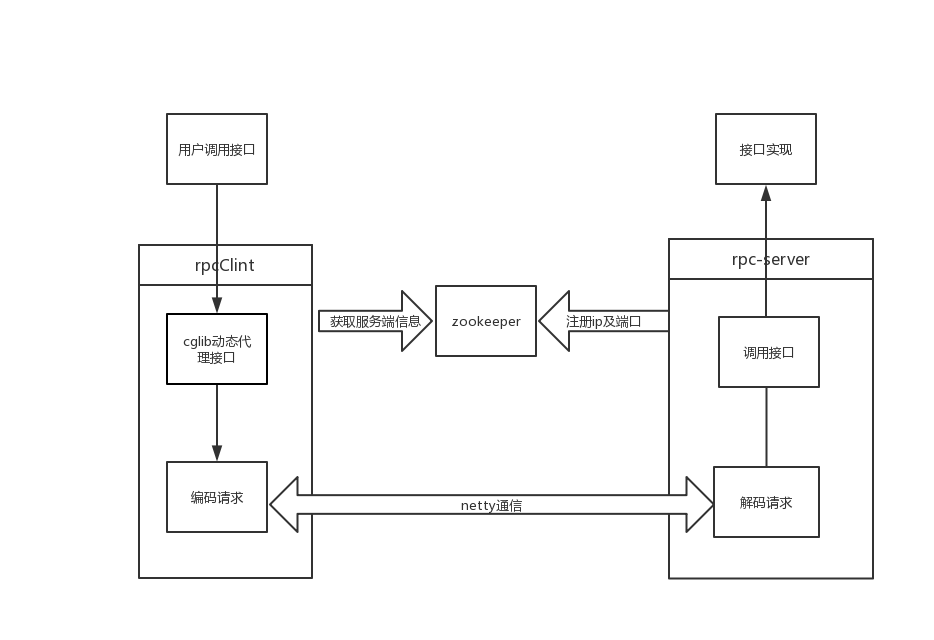 用户调用接口
接口实现
rpcClint
rpc-server
cglib动态代
理接口
获取服务端信息
zookeeper
注册ip及端口
调用接口
编码请求
netty通信
解码请求